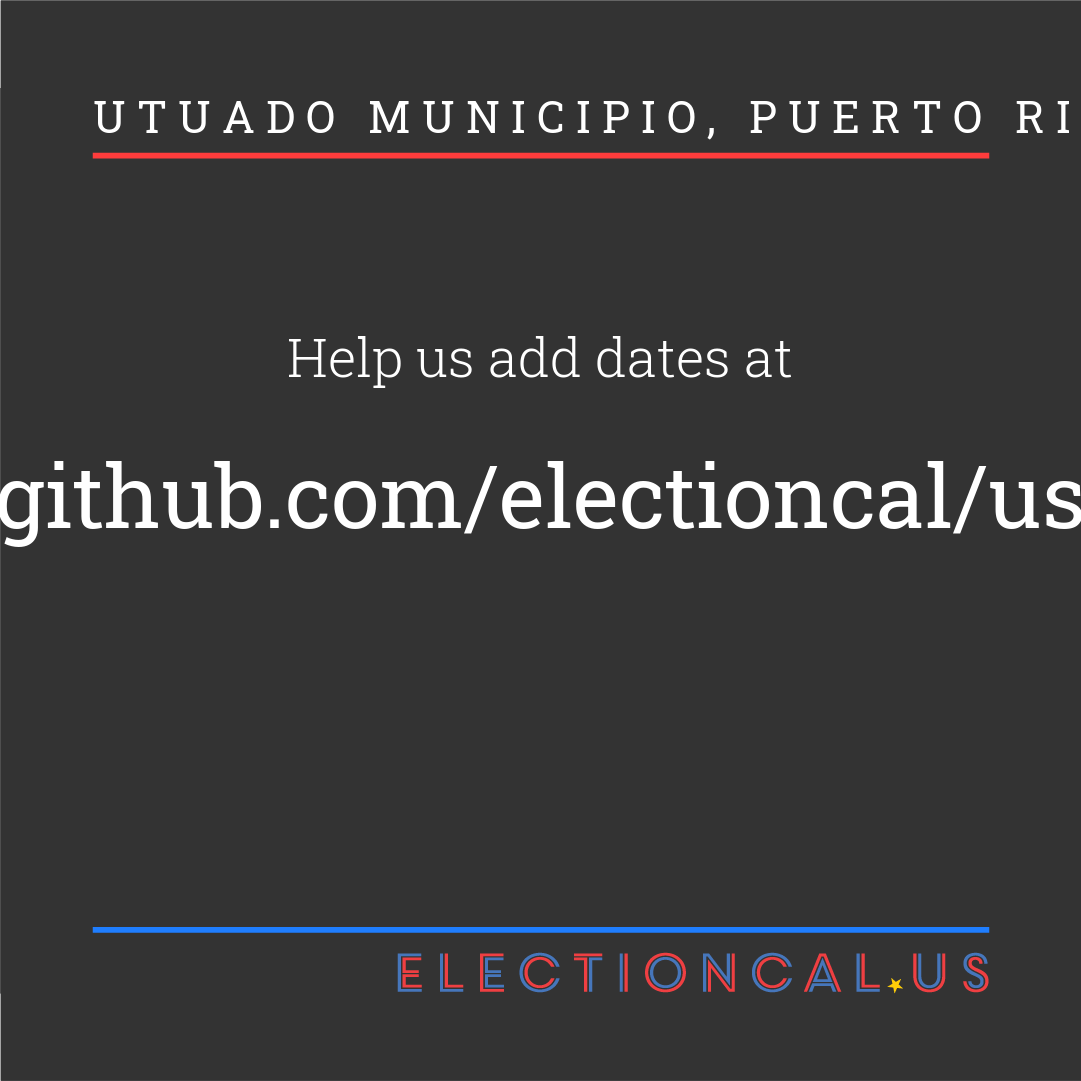 UTUADO MUNICIPIO, PUERTO RI
Help us add dates at
github.com/electioncal/us
ELECTIONCAL.US